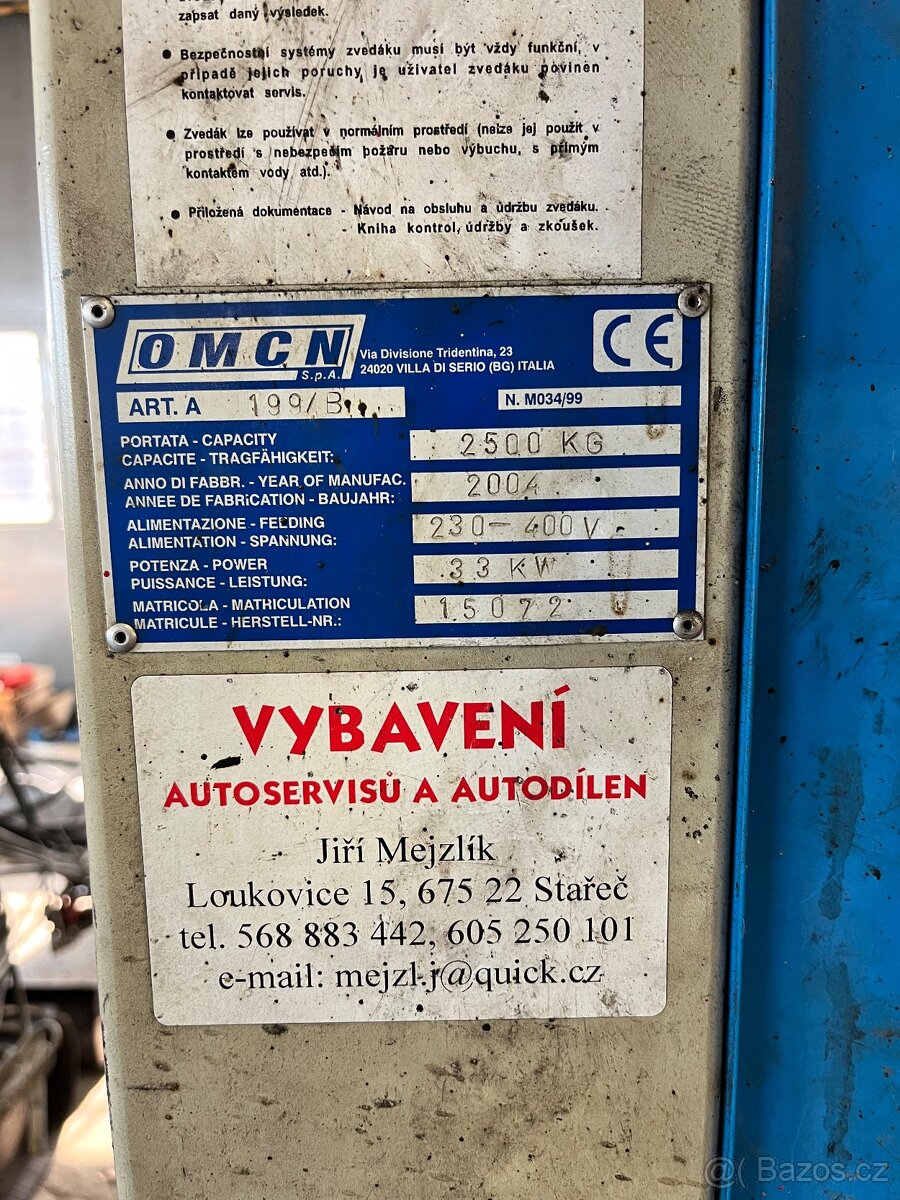 zapsat daný výsledek.
● Bezpečnostní systémy zvedáku musí být vždy funkční, v
případě jejich poruchy je uživatel zvedáku povinen
kontaktovat servis.
● Zvedák lze používat v normálním prostředí (nelze jej použít v
prostředí s nebezpečím požáru nebo výbuchu, s přímým
kontaktem vody atd.).
● Přiložená dokumentace - Návod na obsluhu a údržbu zvedáku.
- Kniha kontrol, údržby a zkoušek.
OMCN S.p.A.
Via Divisione Tridentina, 23
24020 VILLA DI SERIO (BG) ITALIA
CE
ART. A 199/B
N. M034/99
PORTATA - CAPACITY
CAPACITE - TRAGFÄHIGKEIT:
2500 KG
ANNO DI FABBR. - YEAR OF MANUFAC.
ANNEE DE FABRICATION - BAUJAHR:
2004
ALIMENTAZIONE - FEEDING
ALIMENTATION - SPANNUNG:
230-400V
POTENZA - POWER
PUISSANCE - LEISTUNG:
33 KW
MATRICOLA - MATHICULATION
MATRICULE - HERSTELL-NR.:
15072
VYBAVENÍ
AUTOSERVISŮ A AUTODÍLEN
Jiří Mejzlík
Loukovice 15, 675 22 Stařeč
tel. 568 883 442, 605 250 101
e-mail: mejzl.j@quick.cz
@( Bazos.cz